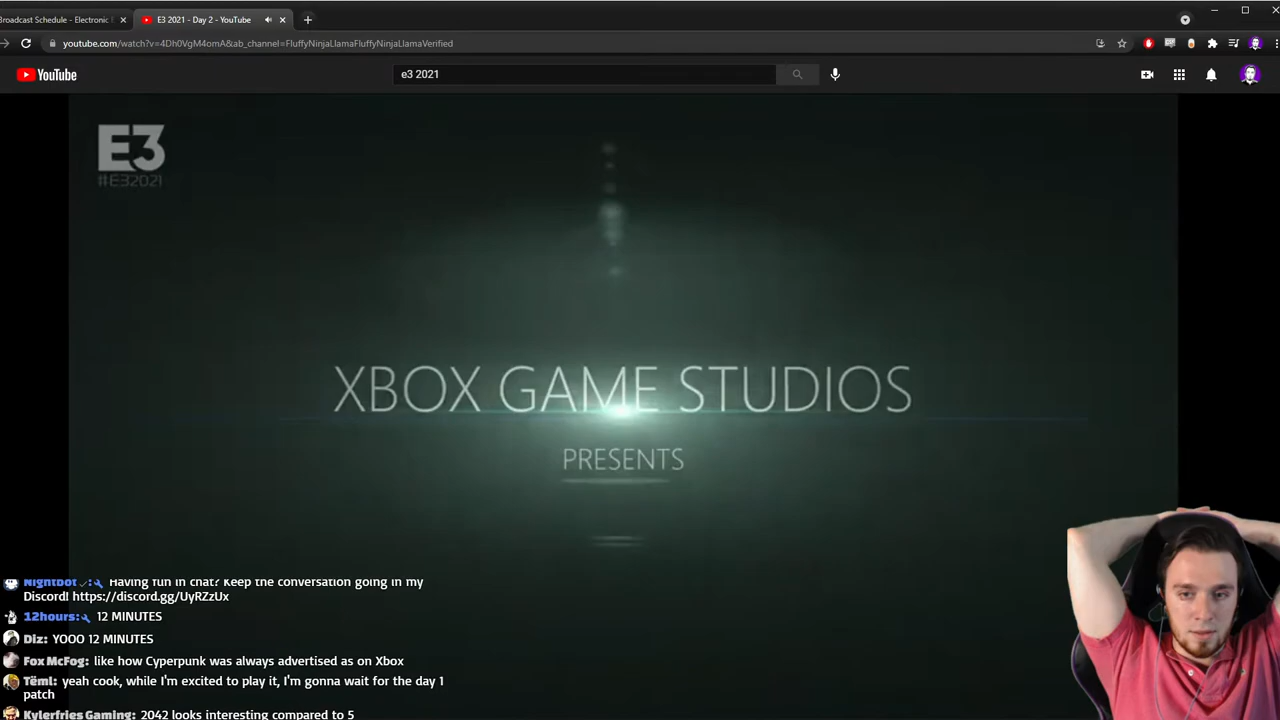 Broadcast Schedule - Electronic E
E3 2021 - Day 2 - YouTube
youtube.com/watch?v=4Dh0VgM4omA&ab_channel=FluffyNinjaLlamaFluffyNinjaLlamaVerified
YouTube
e3 2021
E3
#E32021
XBOX GAME STUDIOS
PRESENTS
Nightbot: Having fun in chat? Keep the conversation going in my
Discord! https://discord.gg/UyRZzUx
12hours: 12 MINUTES
Diz: YOOO 12 MINUTES
Fox McFog: like how Cyperpunk was always advertised as on Xbox
Tëml: yeah cook, while I'm excited to play it, I'm gonna wait for the day 1
patch
Kylerfries Gaming: 2042 looks interesting compared to 5